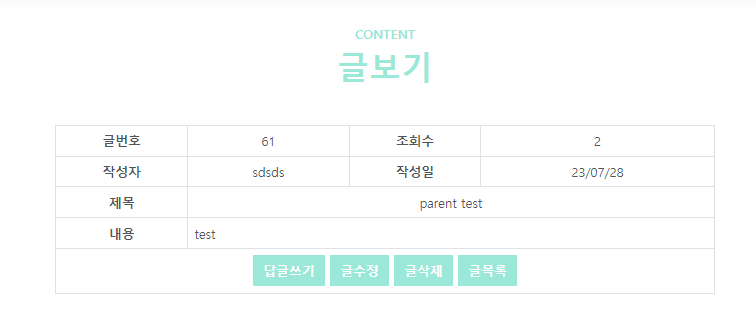 CONTENT
글보기
글번호 61 조회수 2
작성자 sdsds 작성일 23/07/28
제목 parent test
내용 test
답글쓰기 글수정 글삭제 글목록